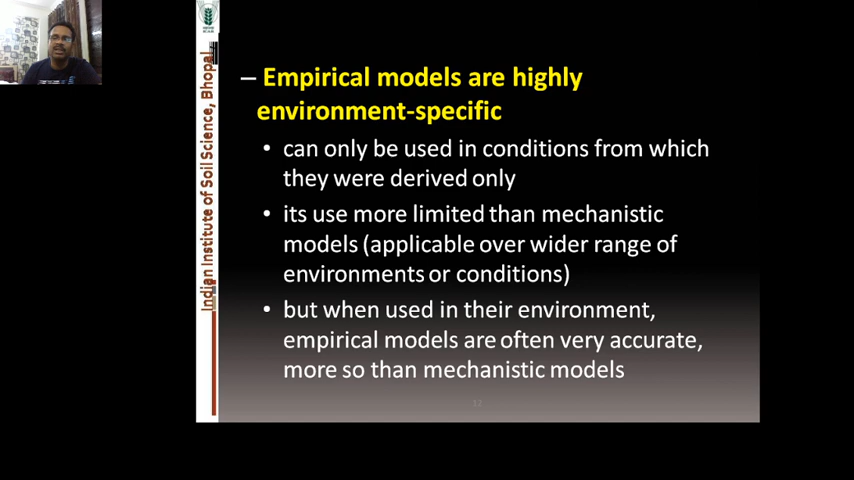 Indian Institute of Soil Science, Bhopal
– Empirical models are highly
environment-specific
• can only be used in conditions from which
they were derived only
• its use more limited than mechanistic
models (applicable over wider range of
environments or conditions)
• but when used in their environment,
empirical models are often very accurate,
more so than mechanistic models
12